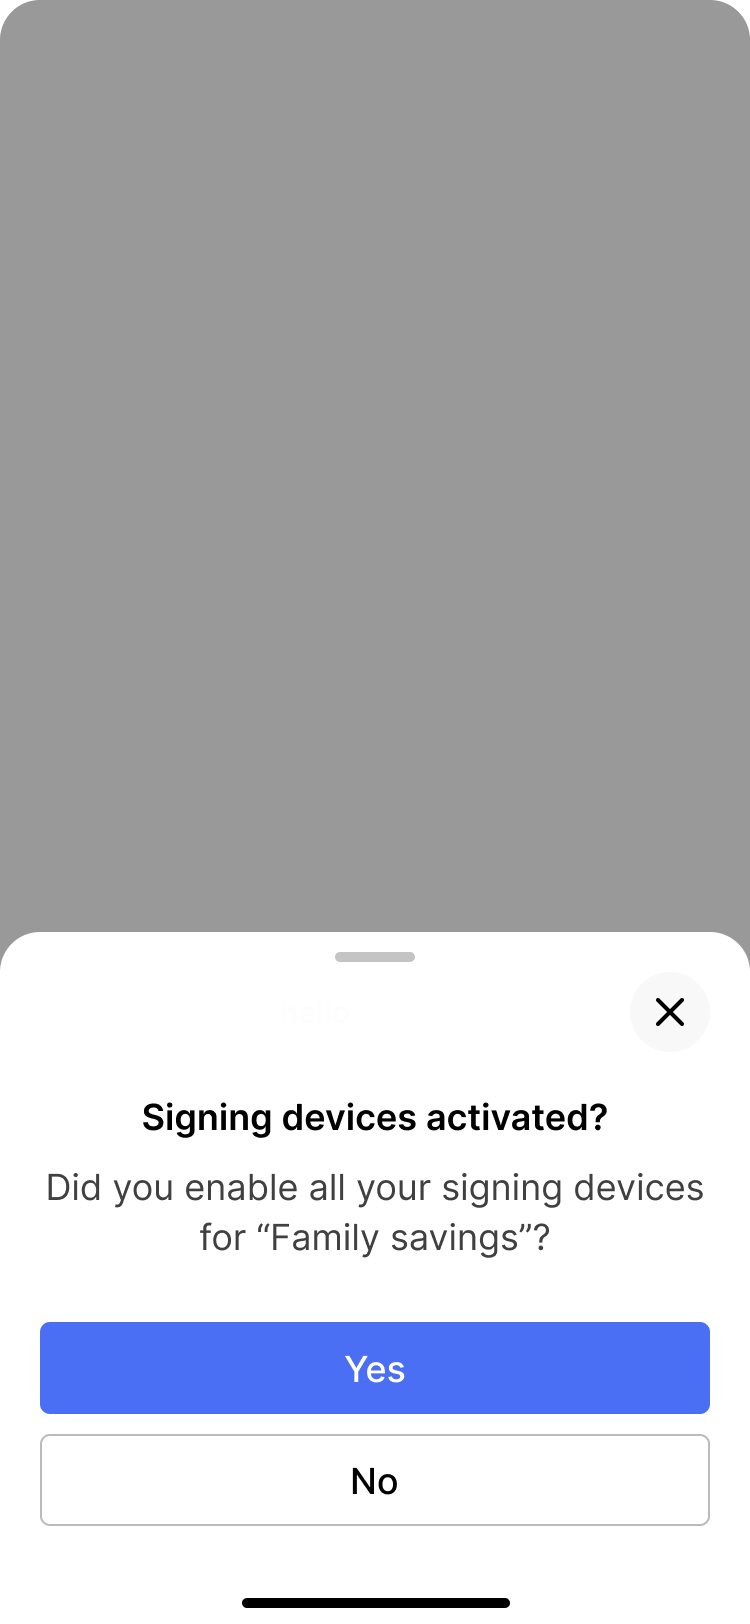 hello
Signing devices activated?
Did you enable all your signing devices
for “Family savings”?
Yes
No